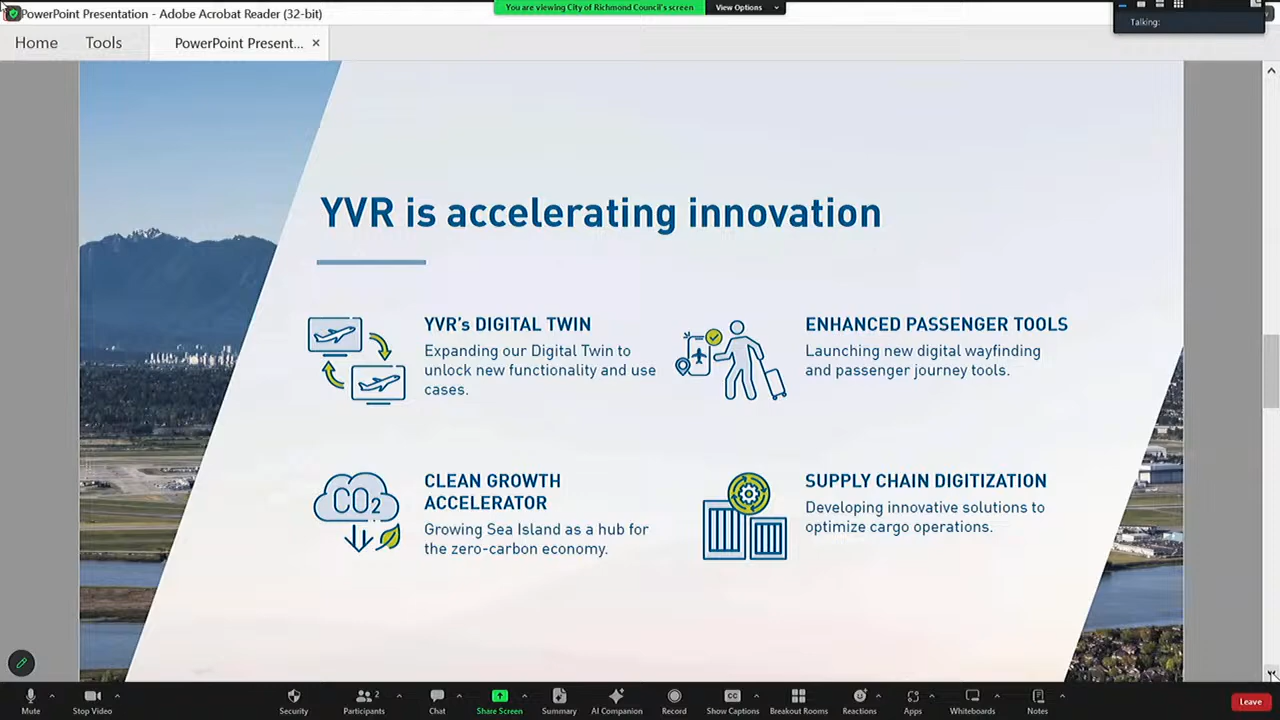 PowerPoint Presentation - Adobe Acrobat Reader (32-bit)
You are viewing City of Richmond Council's screen
View Options
Talking:
Home
Tools
PowerPoint Present...
YVR is accelerating innovation
YVR's DIGITAL TWIN
Expanding our Digital Twin to
unlock new functionality and use
cases.
ENHANCED PASSENGER TOOLS
Launching new digital wayfinding
and passenger journey tools.
CO2
CLEAN GROWTH
ACCELERATOR
Growing Sea Island as a hub for
the zero-carbon economy.
SUPPLY CHAIN DIGITIZATION
Developing innovative solutions to
optimize cargo operations.
Mute
Stop Video
Security
Participants
2
Chat
Share Screen
Summary
AI Companion
Record
CC
Show Captions
Breakout Rooms
Reactions
Apps
Whiteboards
Notes
Leave